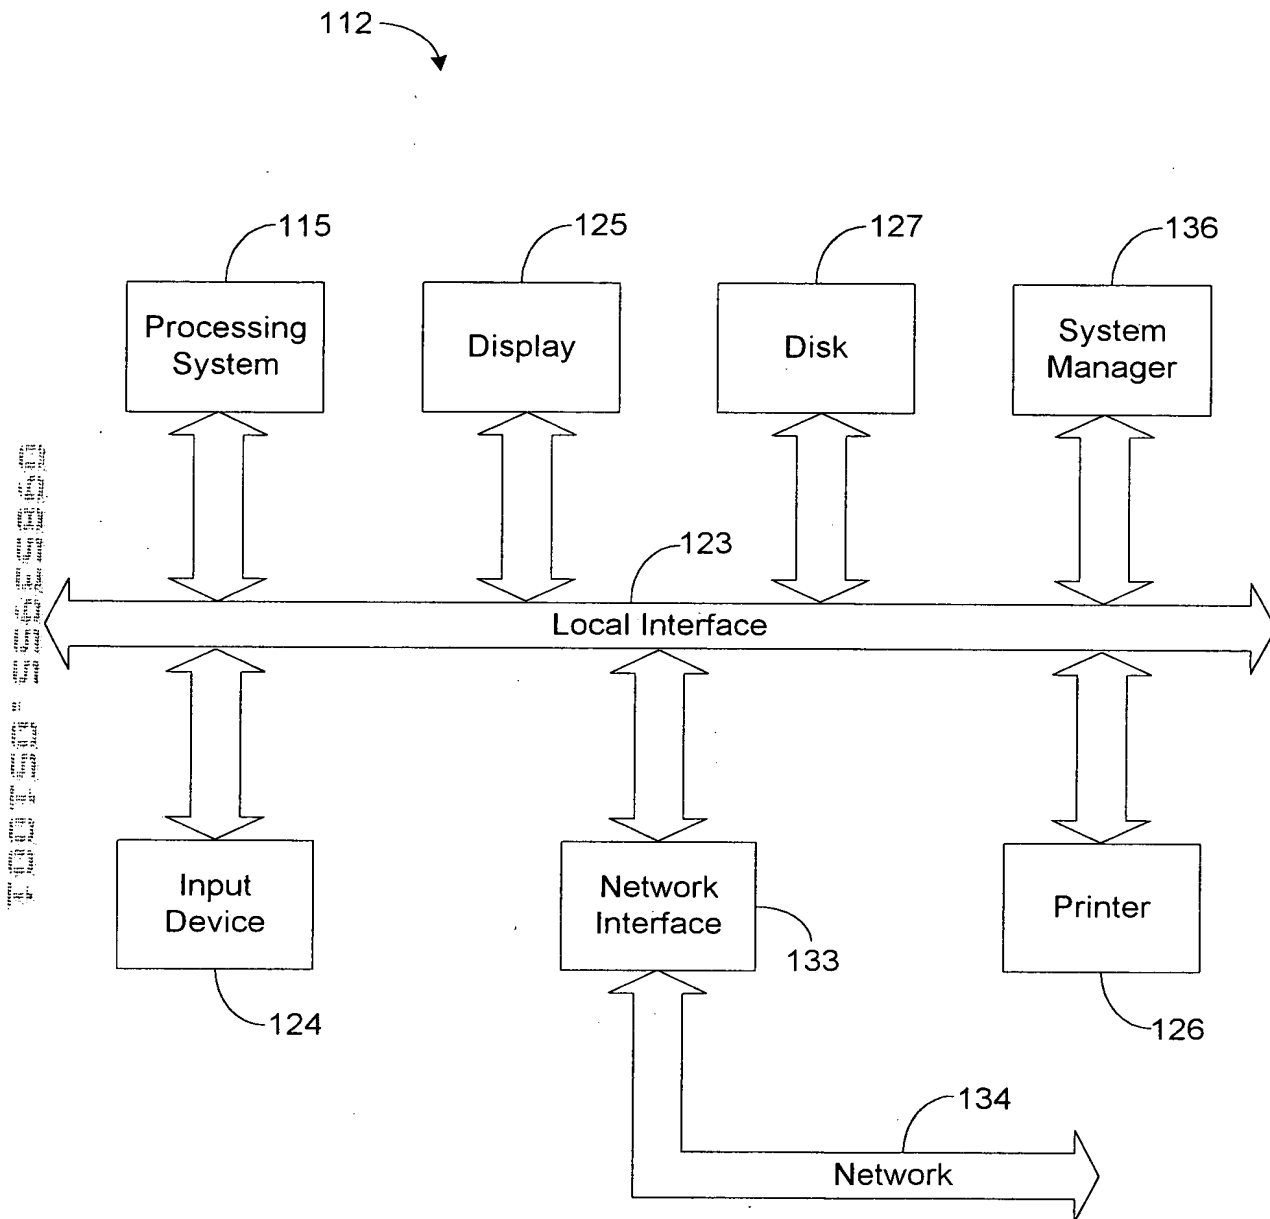 112
115
125
127
136
Processing
System
Display
Disk
System
Manager
123
Local Interface
Input
Device
Network
Interface
Printer
133
124
126
134
Network